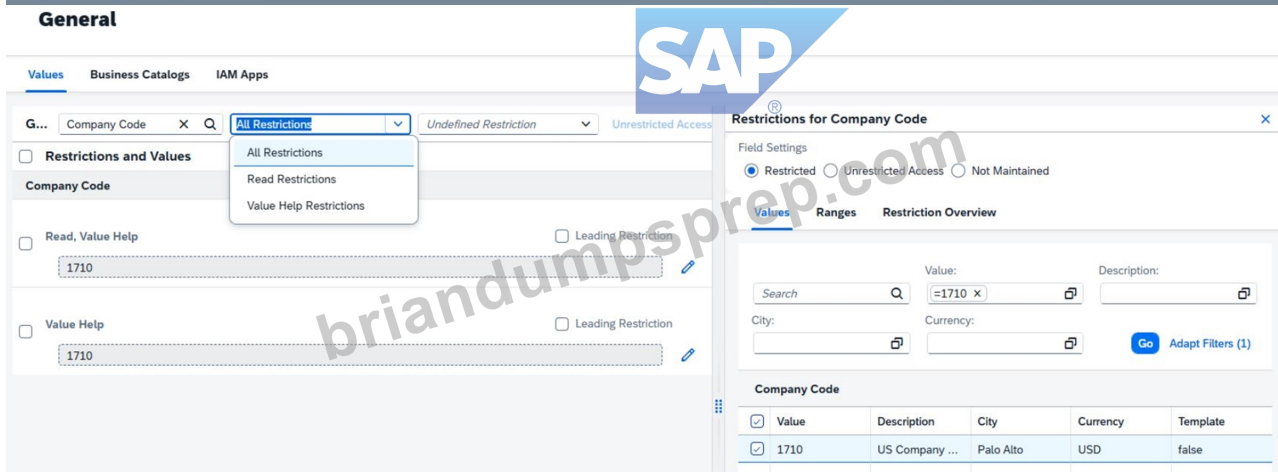 General
SAP
®
Values Business Catalogs IAM Apps
G... Company Code All Restrictions Undefined Restriction Unrestricted Access
All Restrictions
Read Restrictions
Value Help Restrictions
Restrictions and Values
Company Code
Read, Value Help Leading Restriction
1710
Value Help Leading Restriction
1710
Restrictions for Company Code
Field Settings
Restricted Unrestricted Access Not Maintained
Values Ranges Restriction Overview
Value: Description:
Search =1710
City: Currency:
Go Adapt Filters (1)
Company Code
Value Description City Currency Template
1710 US Company ... Palo Alto USD false
briandumpsprep.com